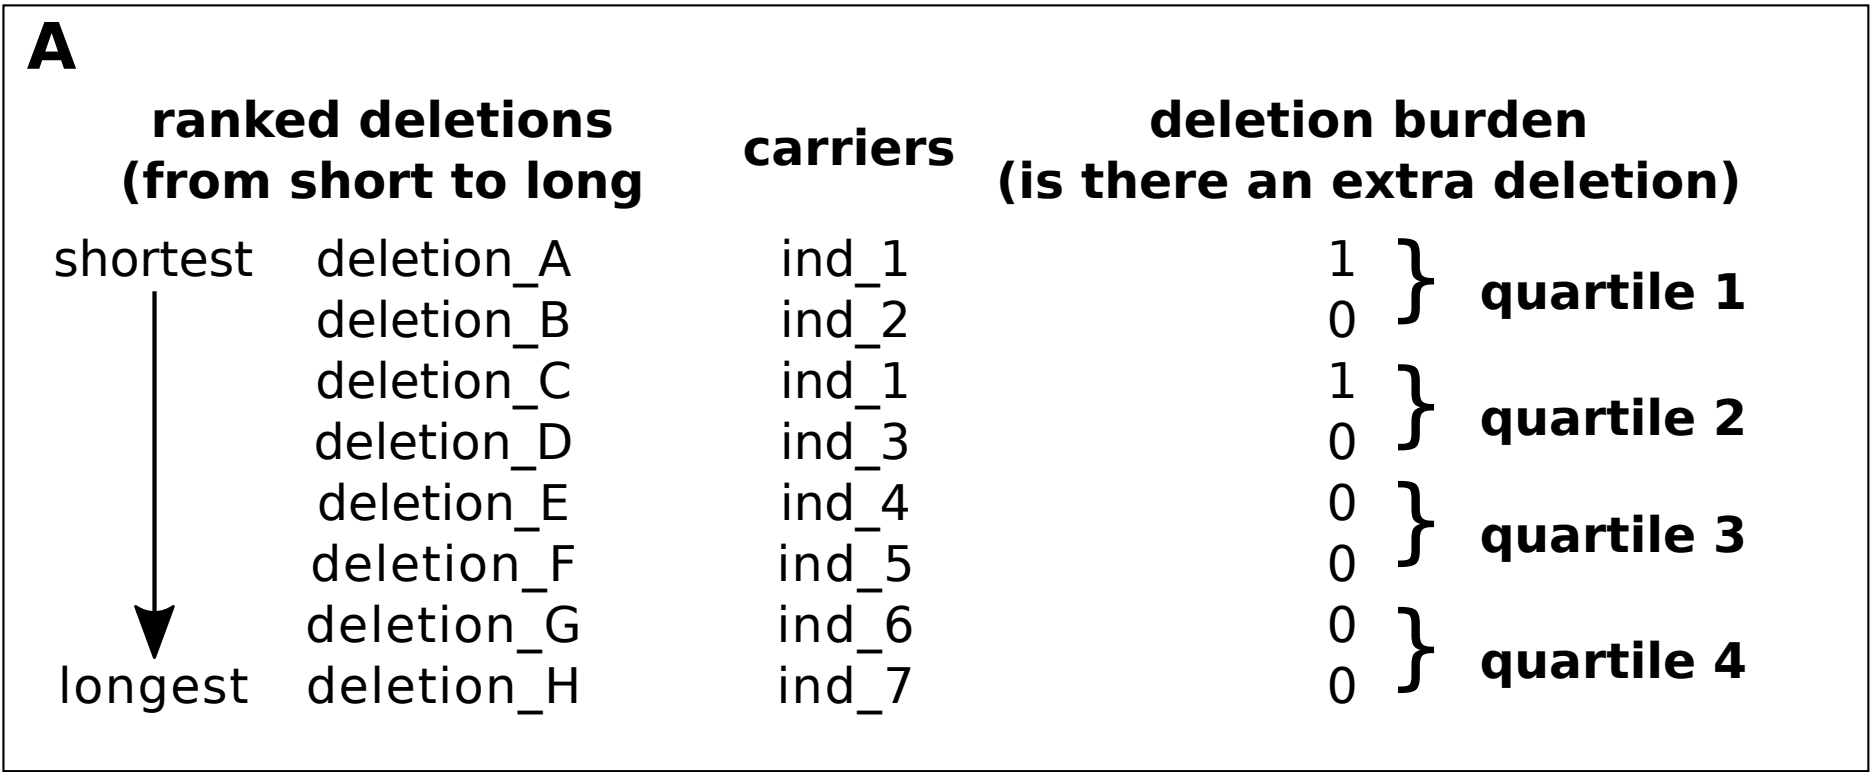 A
ranked deletions
(from short to long
carriers
deletion burden
(is there an extra deletion)
shortest deletion_A ind_1 1
deletion_B ind_2 0
quartile 1
deletion_C ind_1 1
deletion_D ind_3 0
quartile 2
deletion_E ind_4 0
deletion_F ind_5 0
quartile 3
deletion_G ind_6 0
longest deletion_H ind_7 0
quartile 4